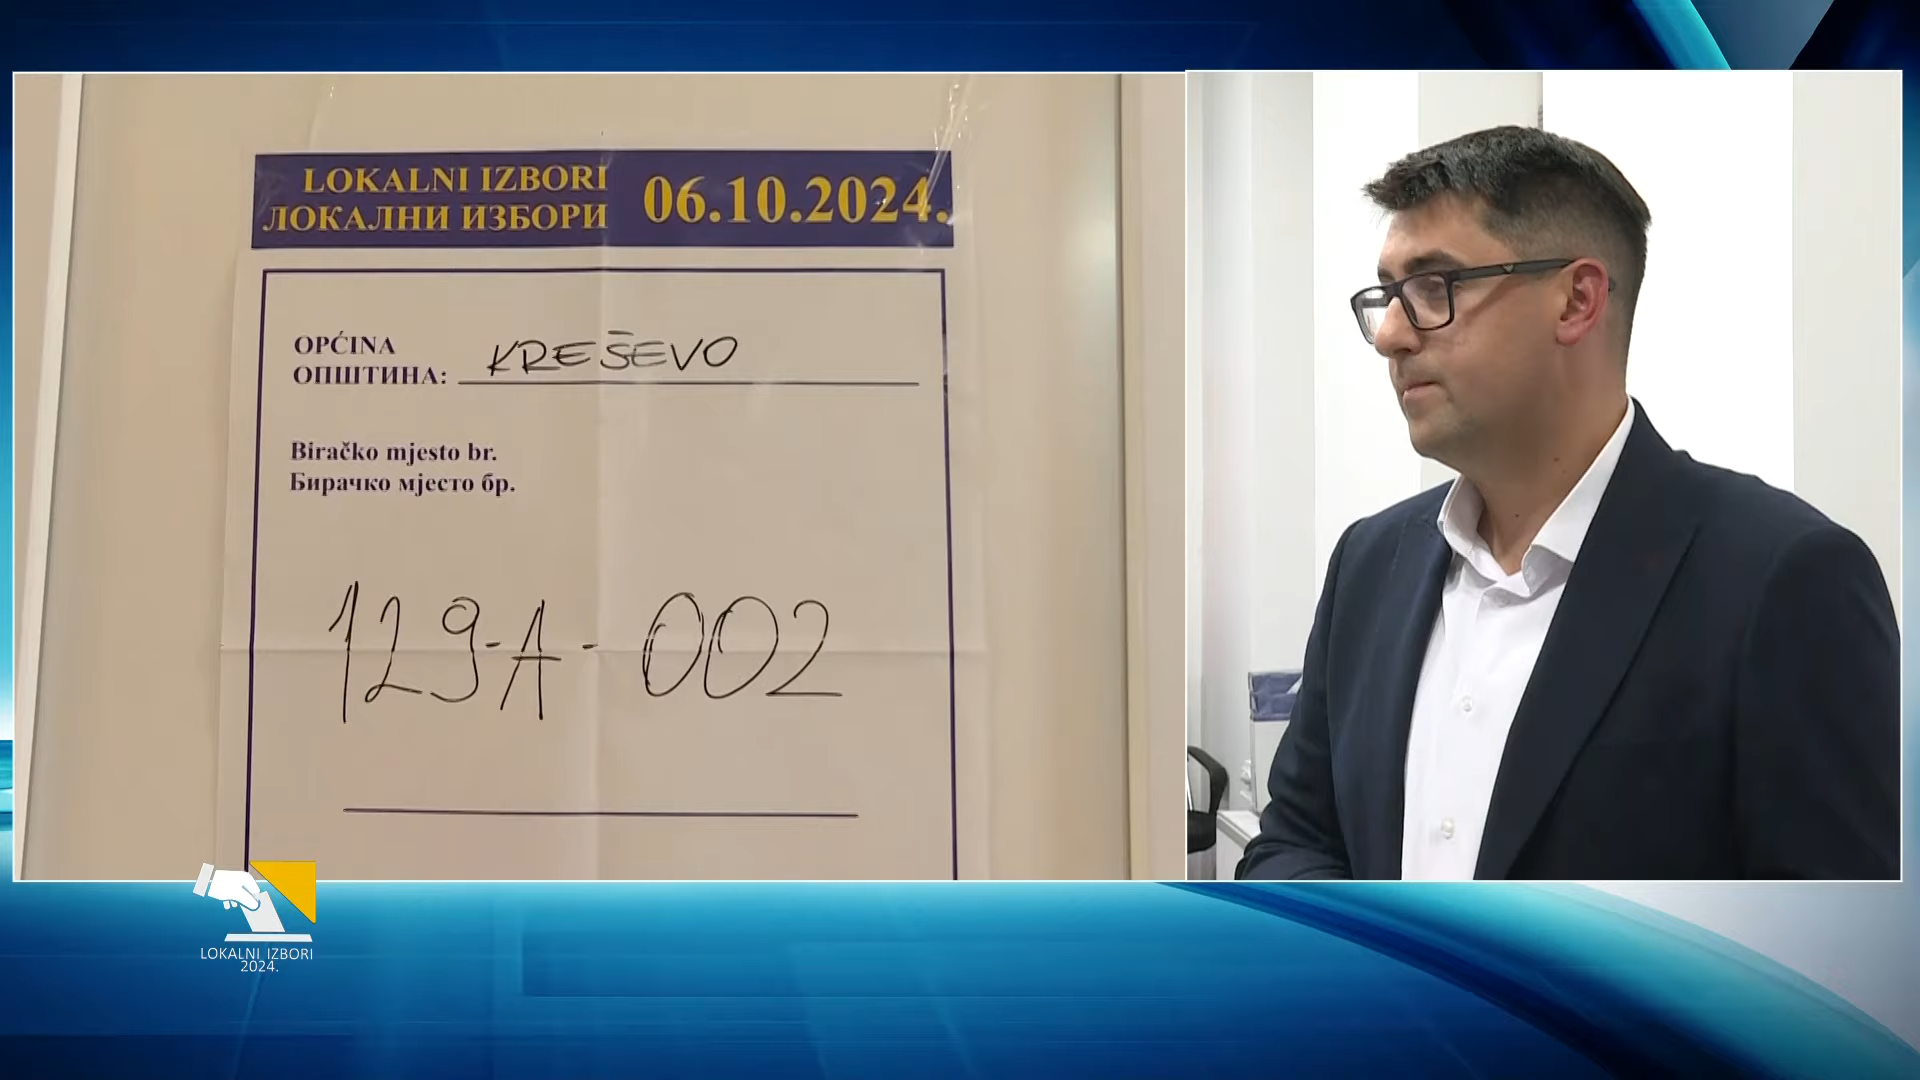 LOKALNI IZBORI
ЛОКАЛНИ ИЗБОРИ
06.10.2024.
OPĆINA
ОПШТИНА: KREŠEVO
Biračko mjesto br.
Бирачко мјесто бр.
129-A-002
LOKALNI IZBORI
2024.